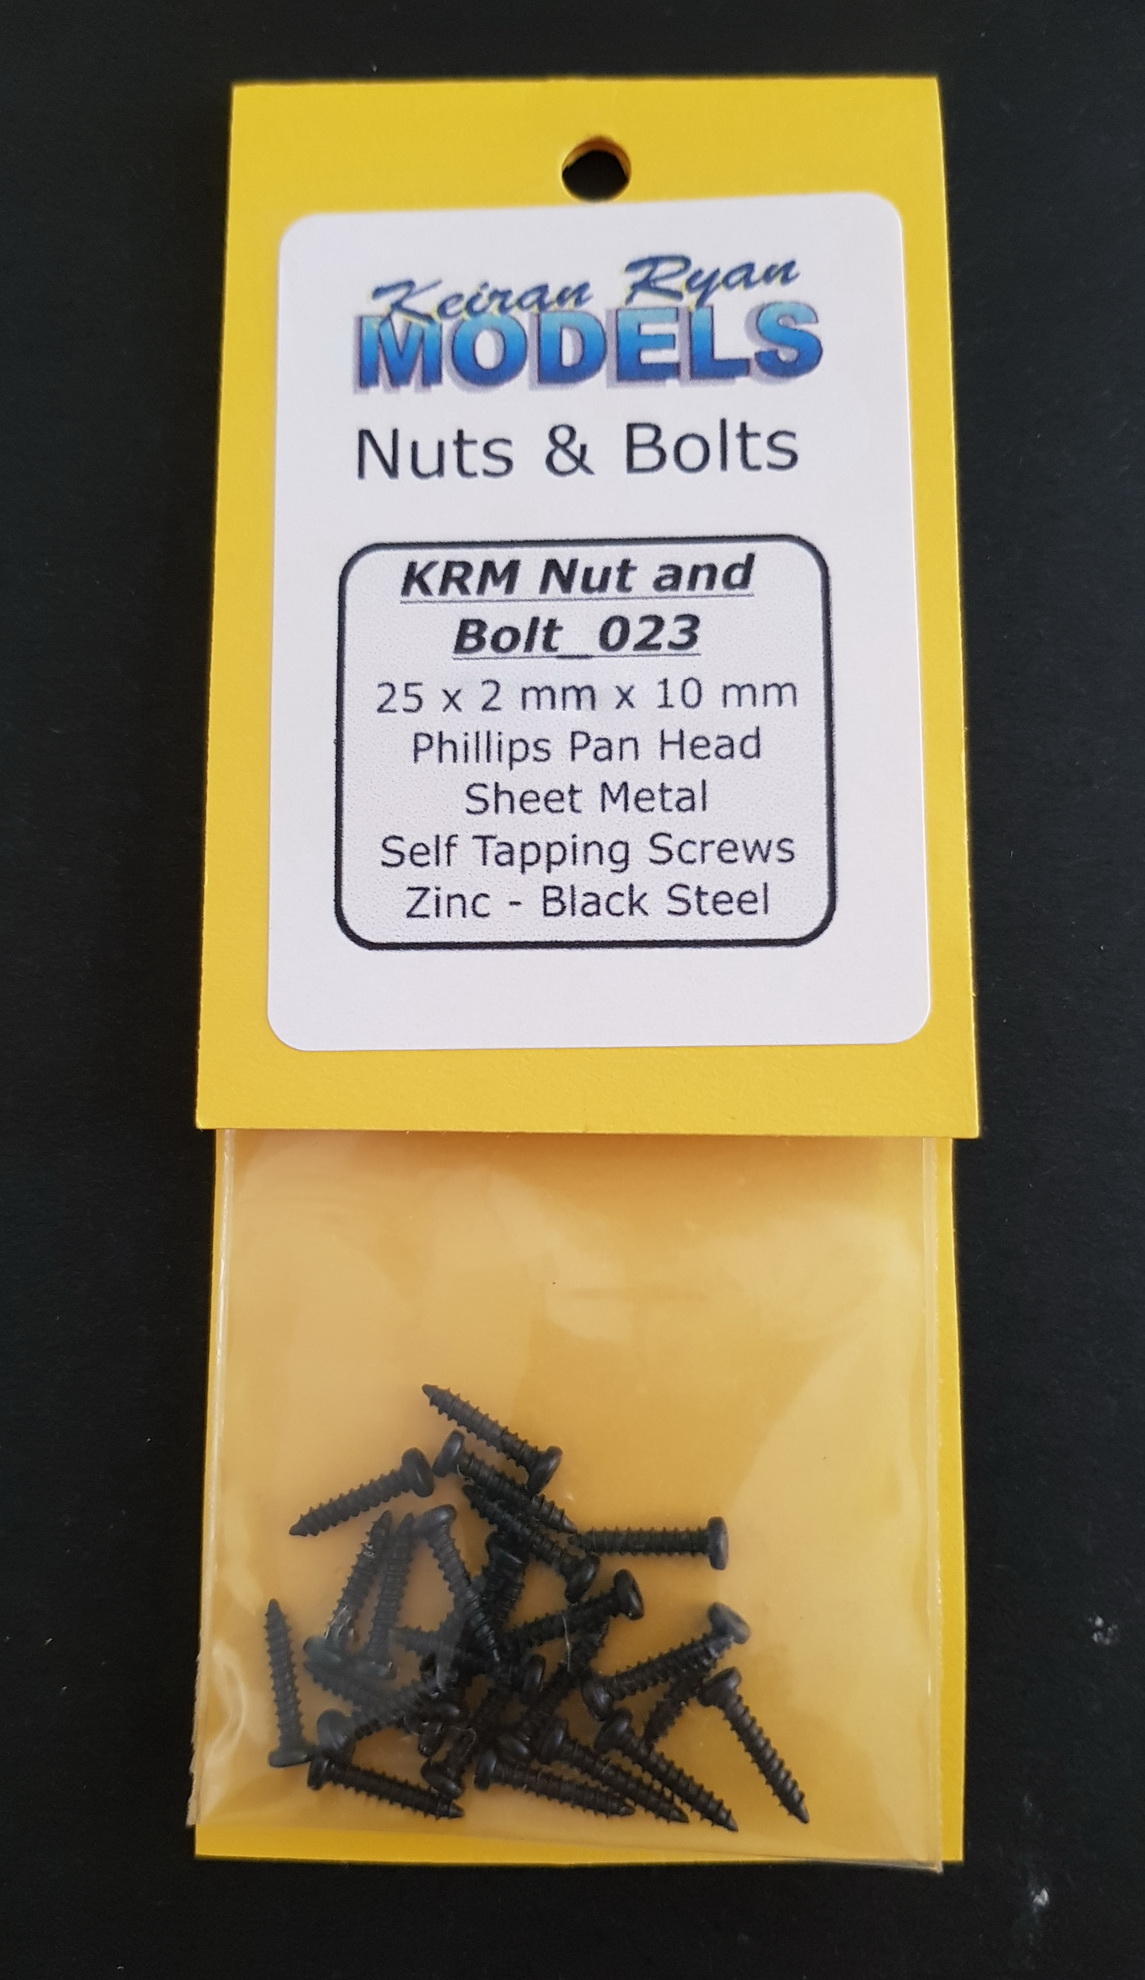 Keiran Ryan
MODELS
Nuts & Bolts
KRM Nut and
Bolt_023
25 x 2 mm x 10 mm
Phillips Pan Head
Sheet Metal
Self Tapping Screws
Zinc - Black Steel